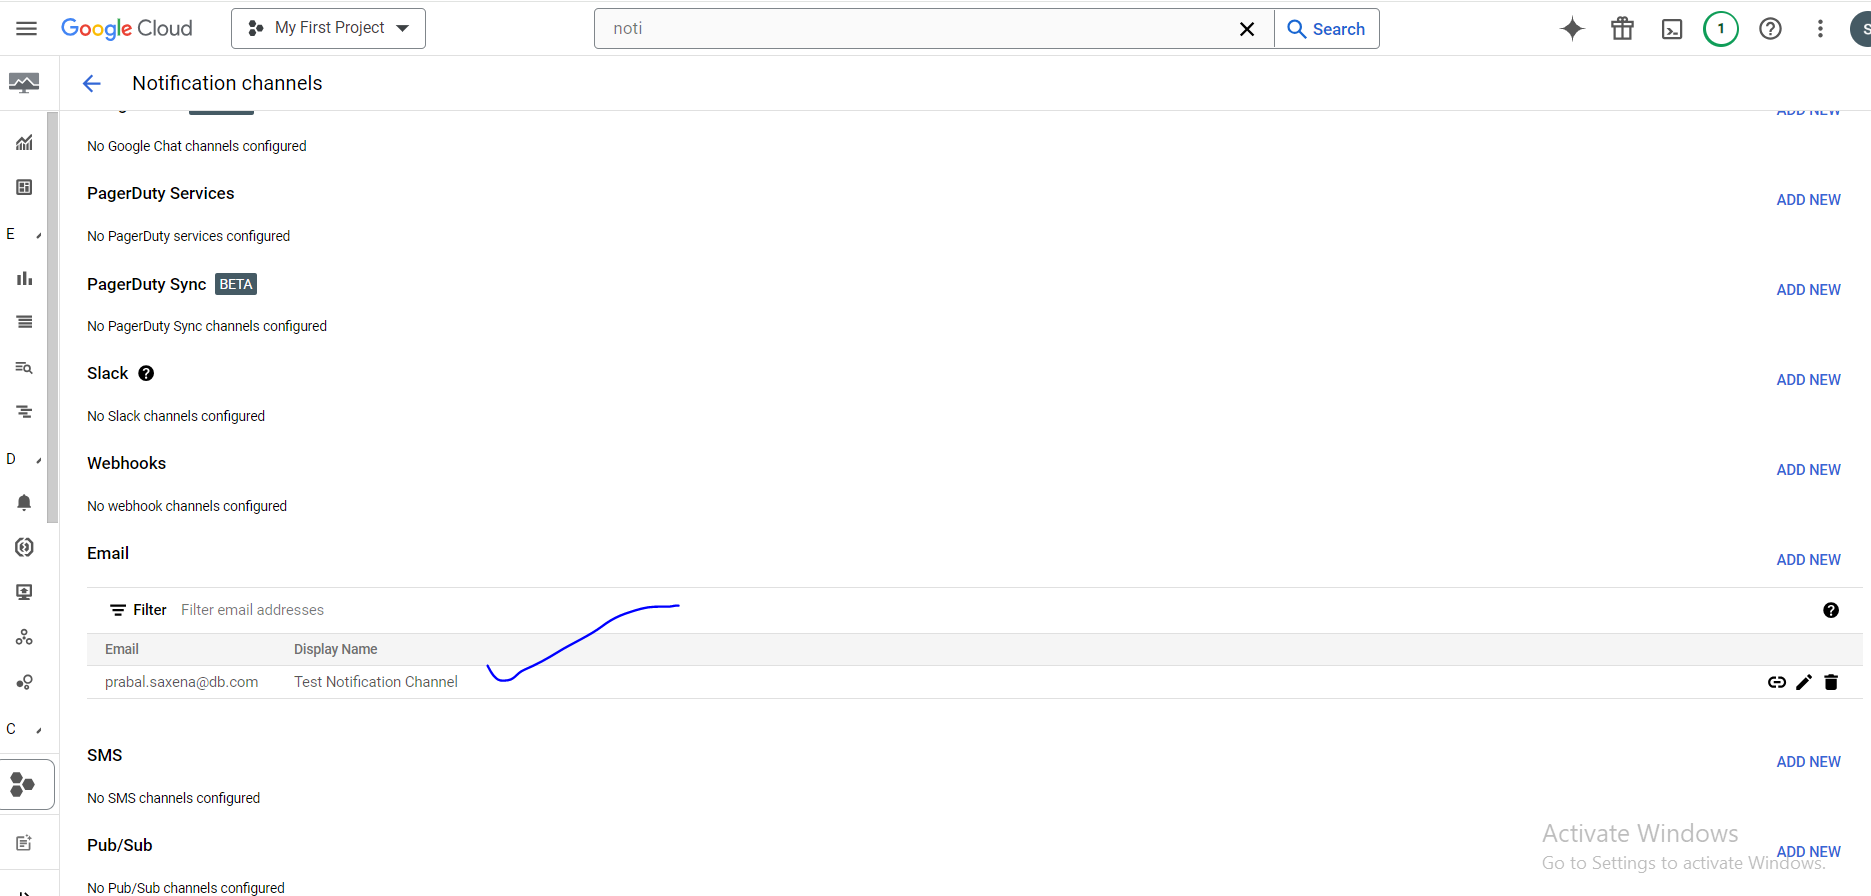 Google Cloud
My First Project
noti
Search
1
S
Notification channels
ADD NEW
No Google Chat channels configured
PagerDuty Services
ADD NEW
No PagerDuty services configured
PagerDuty Sync BETA
ADD NEW
No PagerDuty Sync channels configured
Slack ?
ADD NEW
No Slack channels configured
Webhooks
ADD NEW
No webhook channels configured
Email
ADD NEW
Filter Filter email addresses
Email Display Name
prabal.saxena@db.com Test Notification Channel
SMS
ADD NEW
No SMS channels configured
Pub/Sub
ADD NEW
No Pub/Sub channels configured
E
D
C
Activate Windows
Go to Settings to activate Windows.